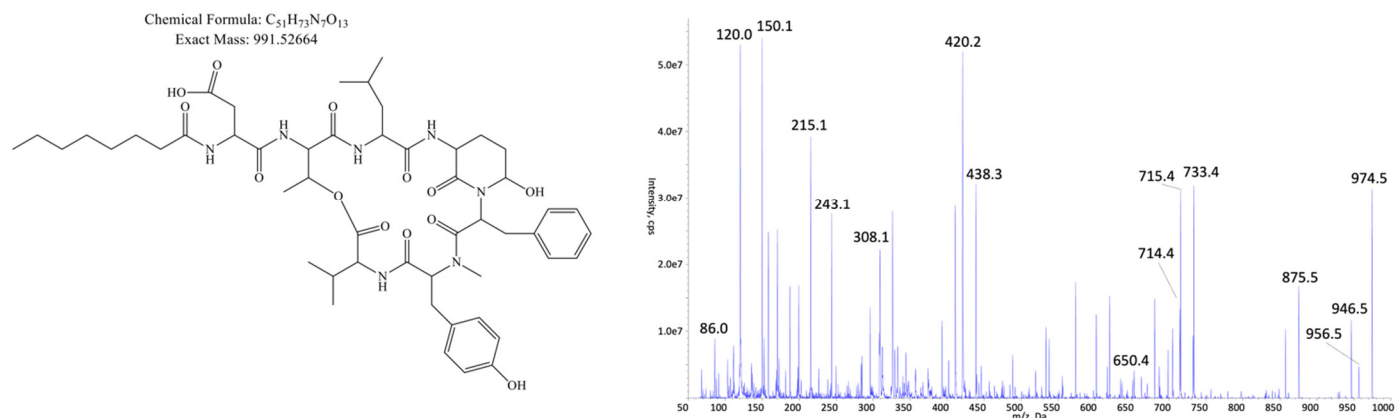 Chemical Formula: C₅₁H₇₃N₇O₁₃
Exact Mass: 991.52664
O
HO
O
H
N
O
N
H
O
N
H
O
H
N
O
O
N
OH
O
O
O
O
N
N
H
OH
Intensity, cps
5.0e7
4.0e7
3.0e7
2.0e7
1.0e7
120.0
150.1
420.2
215.1
243.1
438.3
308.1
86.0
650.4
715.4
733.4
714.4
974.5
875.5
946.5
956.5
50 100 150 200 250 300 350 400 450 500 550 600 650 700 750 800 850 900 950
m/z, Da